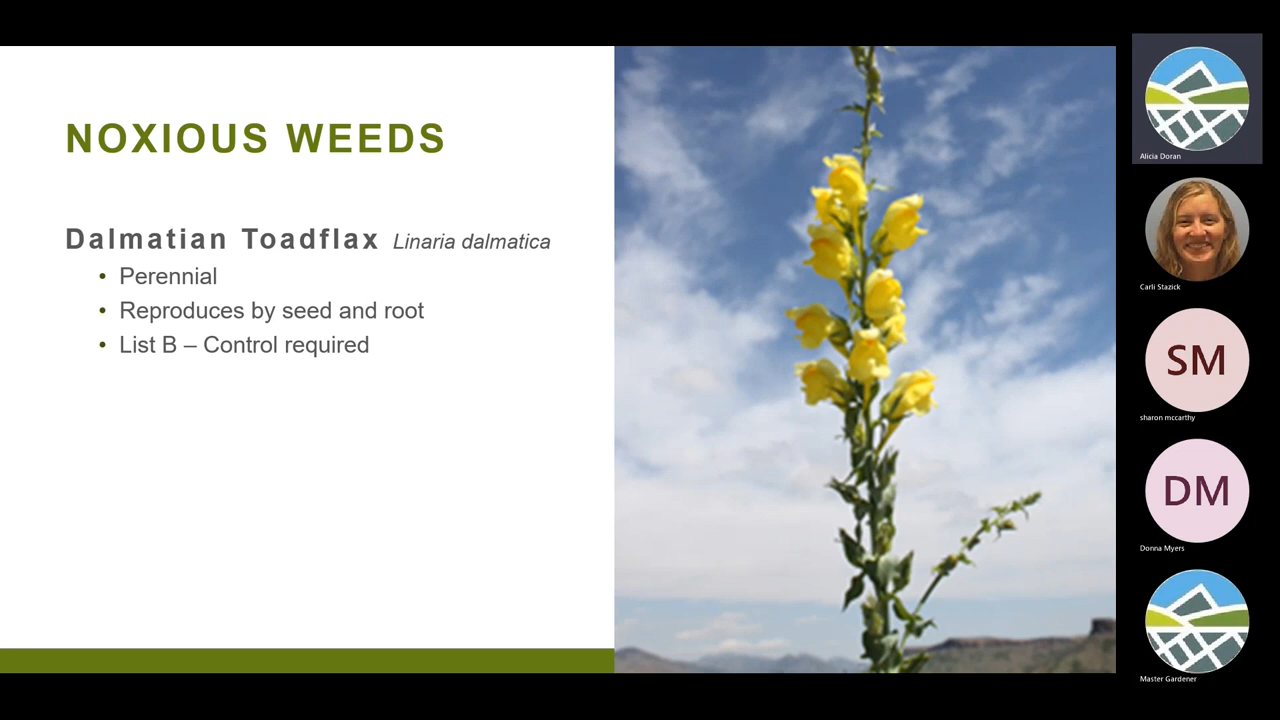 NOXIOUS WEEDS
Dalmatian Toadflax Linaria dalmatica
• Perennial
• Reproduces by seed and root
• List B – Control required
Alicia Doran
Carli Stazick
SM
sharon mccarthy
DM
Donna Myers
Master Gardener